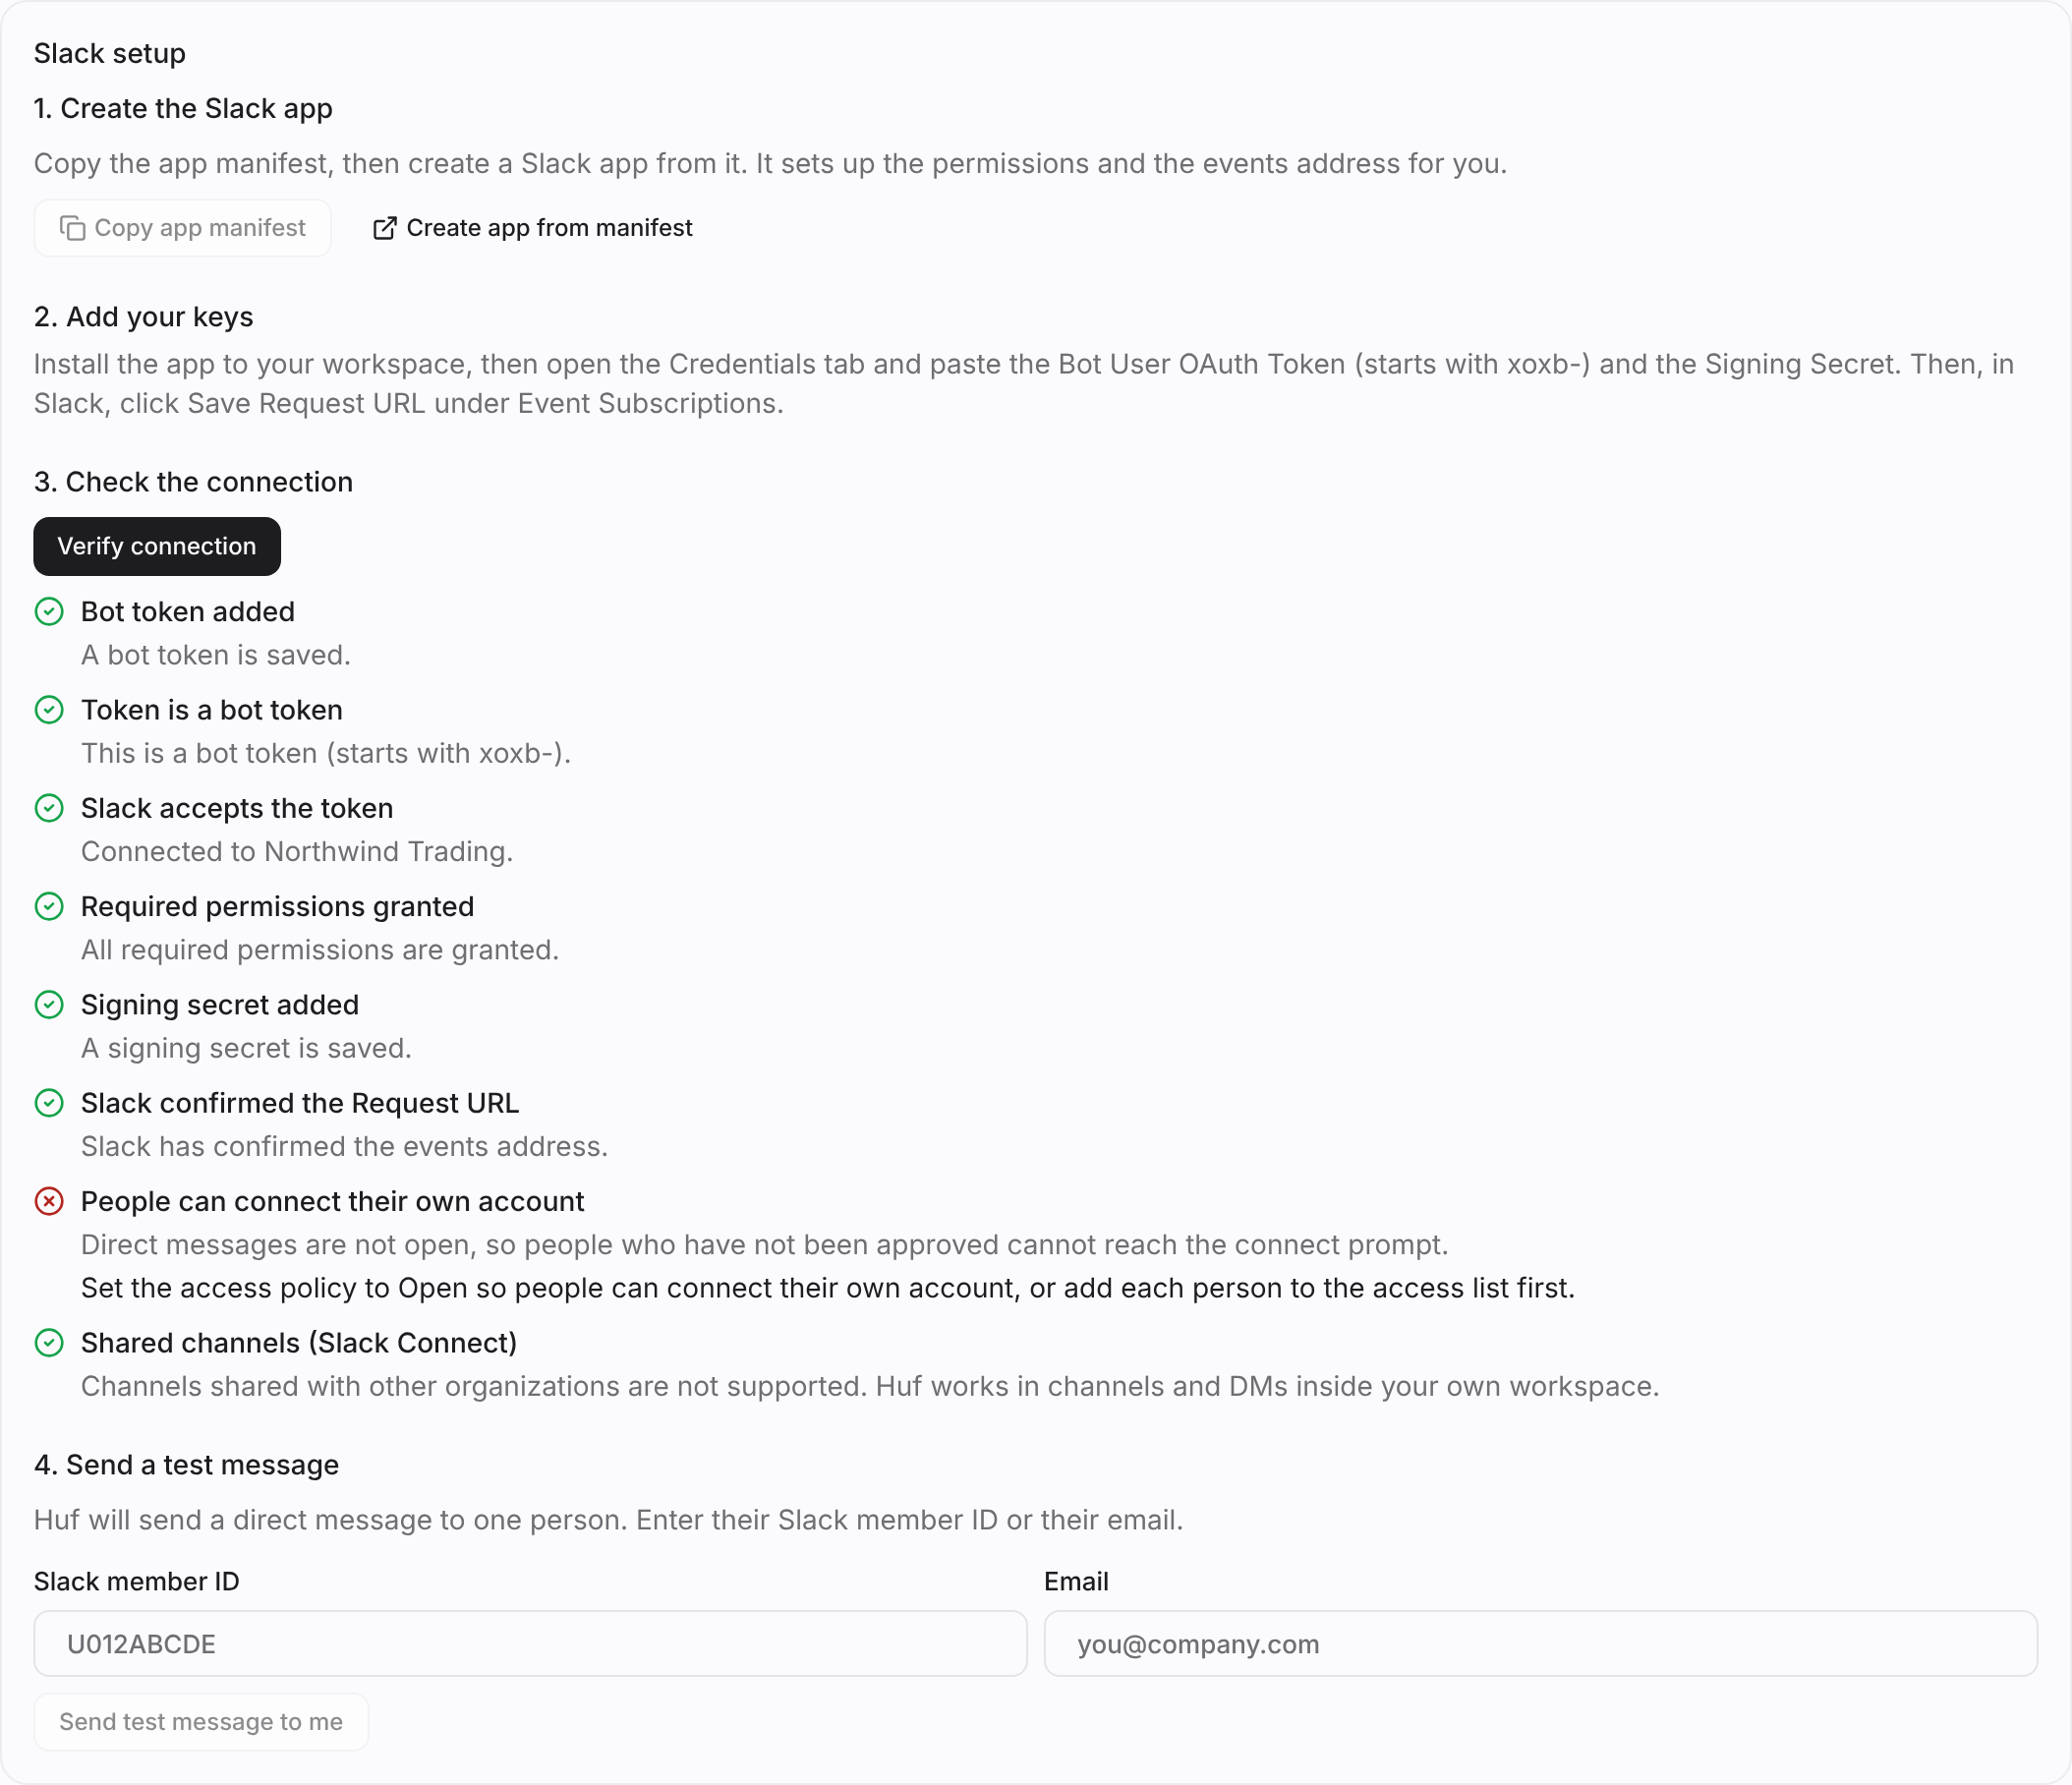 Slack setup
1. Create the Slack app
Copy the app manifest, then create a Slack app from it. It sets up the permissions and the events address for you.
Copy app manifest
Create app from manifest
2. Add your keys
Install the app to your workspace, then open the Credentials tab and paste the Bot User OAuth Token (starts with xoxb-) and the Signing Secret. Then, in
Slack, click Save Request URL under Event Subscriptions.
3. Check the connection
Verify connection
Bot token added
A bot token is saved.
Token is a bot token
This is a bot token (starts with xoxb-).
Slack accepts the token
Connected to Northwind Trading.
Required permissions granted
All required permissions are granted.
Signing secret added
A signing secret is saved.
Slack confirmed the Request URL
Slack has confirmed the events address.
People can connect their own account
Direct messages are not open, so people who have not been approved cannot reach the connect prompt.
Set the access policy to Open so people can connect their own account, or add each person to the access list first.
Shared channels (Slack Connect)
Channels shared with other organizations are not supported. Huf works in channels and DMs inside your own workspace.
4. Send a test message
Huf will send a direct message to one person. Enter their Slack member ID or their email.
Slack member ID
Email
U012ABCDE
you@company.com
Send test message to me